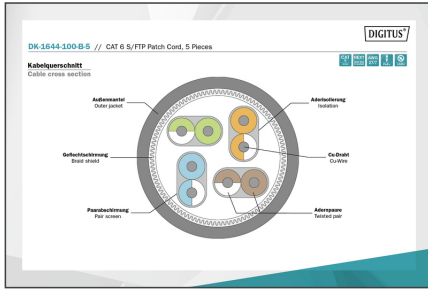 DIGITUS®
DK-1644-100-B-5 // CAT 6 S/FTP Patch Cord, 5 Pieces
Kabelquerschnitt
Cable cross section
Außenmantel
Outer jacket
Aderisolierung
Isolation
Geflechtschirmung
Braid shield
Cu-Draht
Cu-Wire
Paarabschirmung
Pair screen
Adernpaare
Twisted pair